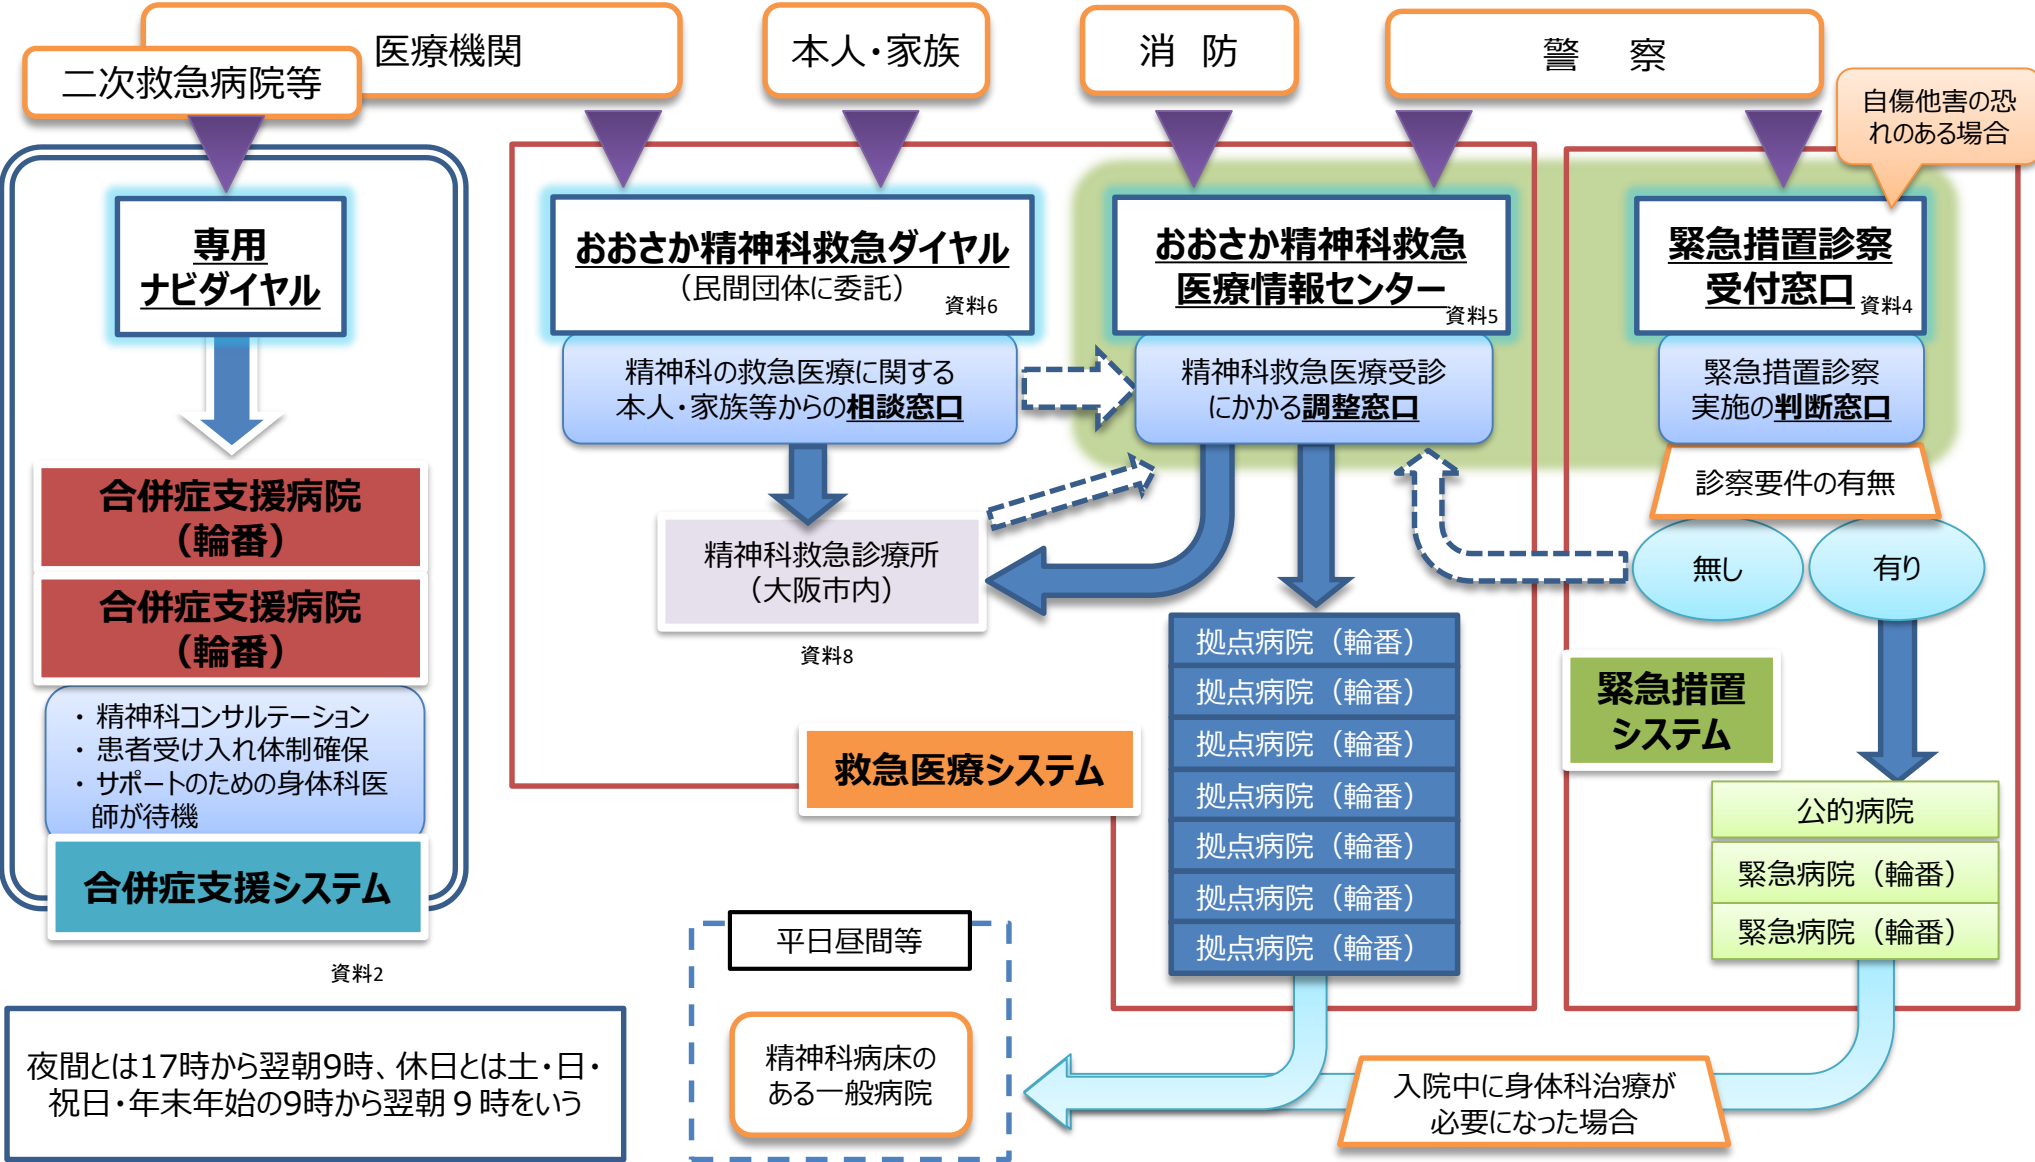 医療機関
二次救急病院等
本人・家族
消 防
警 察
自傷他害の恐
れのある場合
専用
ナビダイヤル
合併症支援病院
（輪番）
合併症支援病院
（輪番）
・ 精神科コンサルテーション
・ 患者受け入れ体制確保
・ サポートのための身体科医
師が待機
合併症支援システム
資料2
おおさか精神科救急ダイヤル
（民間団体に委託）
資料6
精神科の救急医療に関する
本人・家族等からの相談窓口
精神科救急診療所
（大阪市内）
資料8
おおさか精神科救急
医療情報センター
資料5
精神科救急医療受診
にかかる調整窓口
拠点病院（輪番）
拠点病院（輪番）
拠点病院（輪番）
拠点病院（輪番）
拠点病院（輪番）
拠点病院（輪番）
拠点病院（輪番）
救急医療システム
緊急措置診察
受付窓口
資料4
緊急措置診察
実施の判断窓口
診察要件の有無
無し
有り
緊急措置
システム
公的病院
緊急病院（輪番）
緊急病院（輪番）
平日昼間等
精神科病床の
ある一般病院
入院中に身体科治療が
必要になった場合
夜間とは17時から翌朝9時、休日とは土・日・
祝日・年末年始の9時から翌朝９時をいう